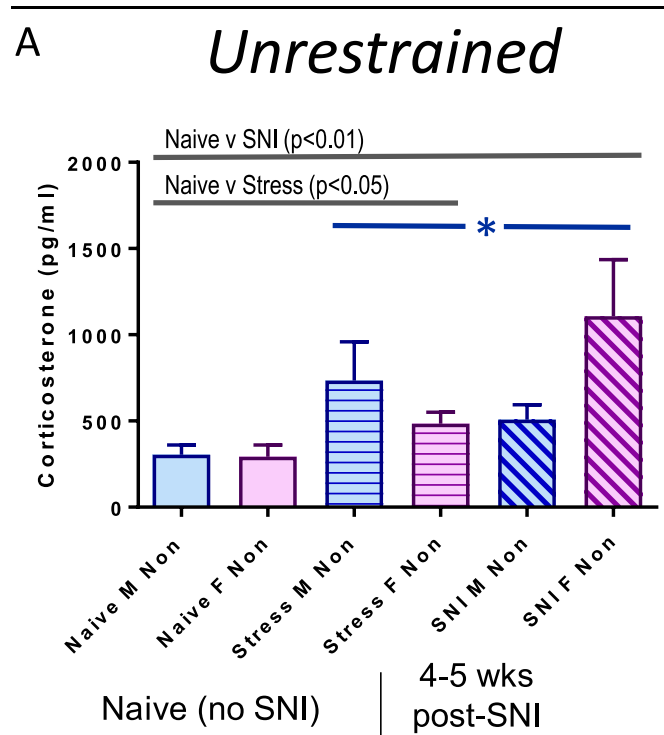 A
Unrestrained
Naive v SNI (p<0.01)
Naive v Stress (p<0.05)
*
Corticosterone (pg/ml)
2000
1500
1000
500
0
Naive M Non
Naive F Non
Stress M Non
Stress F Non
SNI M Non
SNI F Non
Naive (no SNI)
4-5 wks
post-SNI